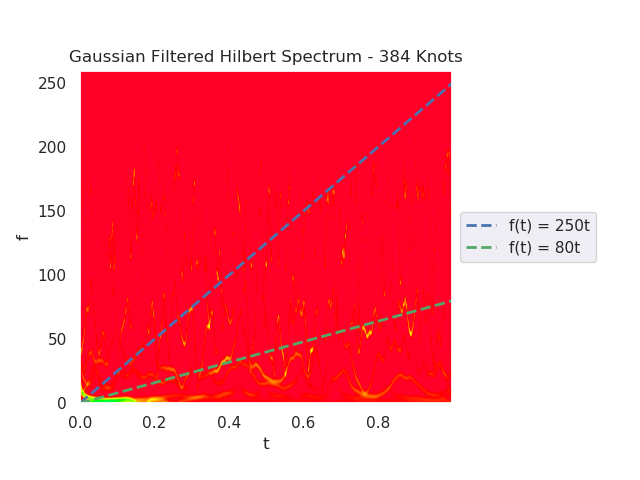 Gaussian Filtered Hilbert Spectrum - 384 Knots
250
200
150
100
50
0
f
0.0 0.2 0.4 0.6 0.8
t
f(t) = 250t
f(t) = 80t